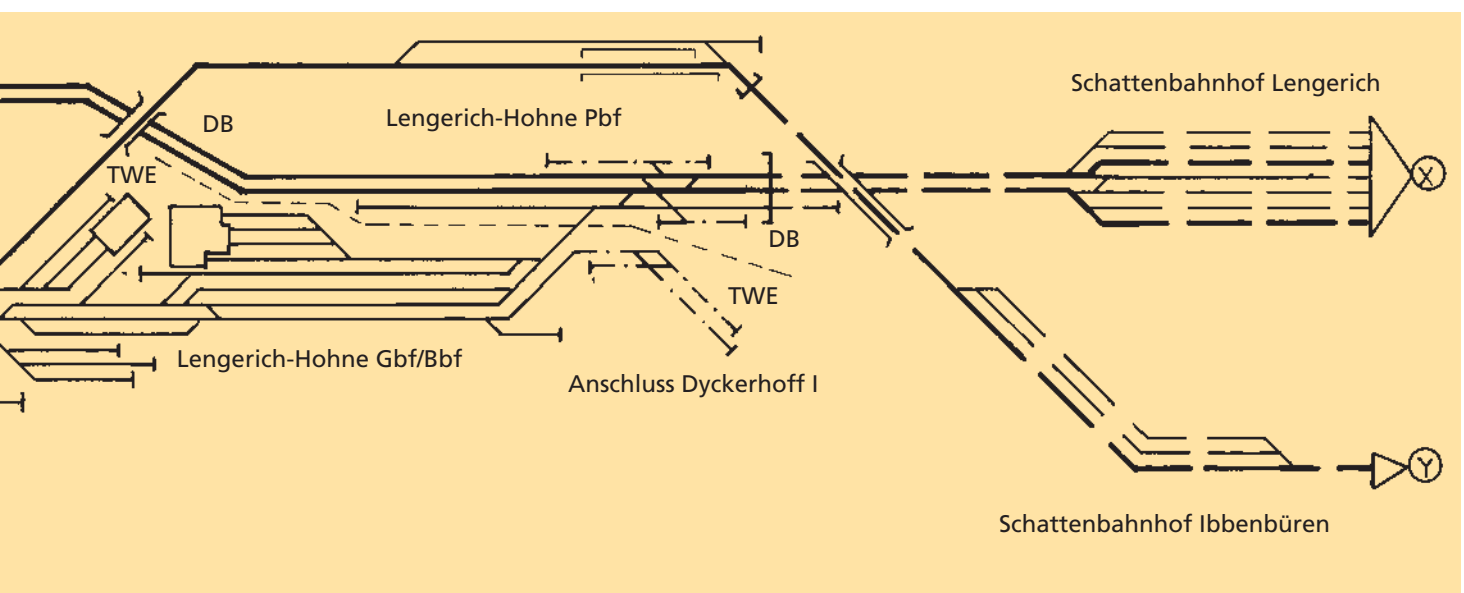 Schattenbahnhof Lengerich
DB
Lengerich-Hohne Pbf
TWE
X
DB
TWE
Lengerich-Hohne Gbf/Bbf
Anschluss Dyckerhoff I
Y
Schattenbahnhof Ibbenbüren